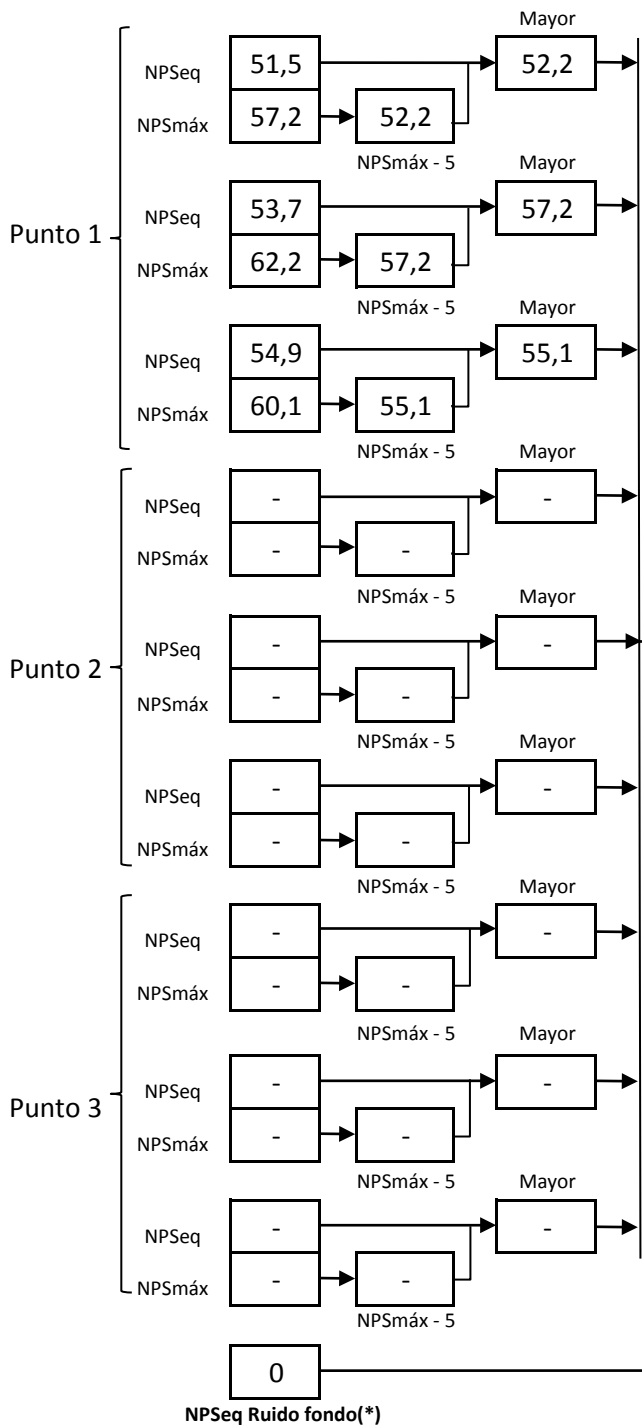 Mayor
NPSeq 51,5 52,2
NPSmáx 57,2 52,2
NPSmáx - 5
Mayor
NPSeq 53,7 57,2
Punto 1
NPSmáx 62,2 57,2
NPSmáx - 5
Mayor
NPSeq 54,9 55,1
NPSmáx 60,1 55,1
NPSmáx - 5
Mayor
NPSeq - -
NPSmáx - -
NPSmáx - 5
Mayor
NPSeq - -
Punto 2
NPSmáx - -
NPSmáx - 5
Mayor
NPSeq - -
NPSmáx - -
NPSmáx - 5
Mayor
NPSeq - -
NPSmáx - -
NPSmáx - 5
Mayor
NPSeq - -
Punto 3
NPSmáx - -
NPSmáx - 5
Mayor
NPSeq - -
NPSmáx - -
NPSmáx - 5
0
NPSeq Ruido fondo(*)